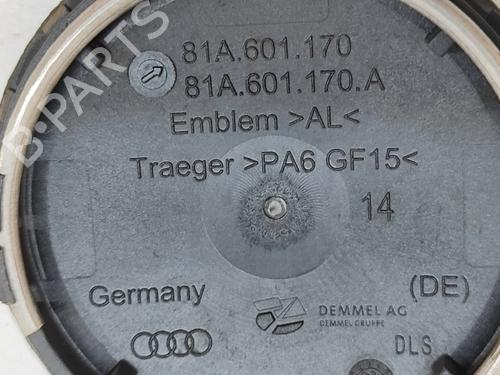 81A.601.170
81A.601.170.A
Emblem >AL<
Traeger >PA6 GF15<
14
Germany
(DE)
DEMMEL AG
DEMMEL GRUPPE
DLS
B-PARTS